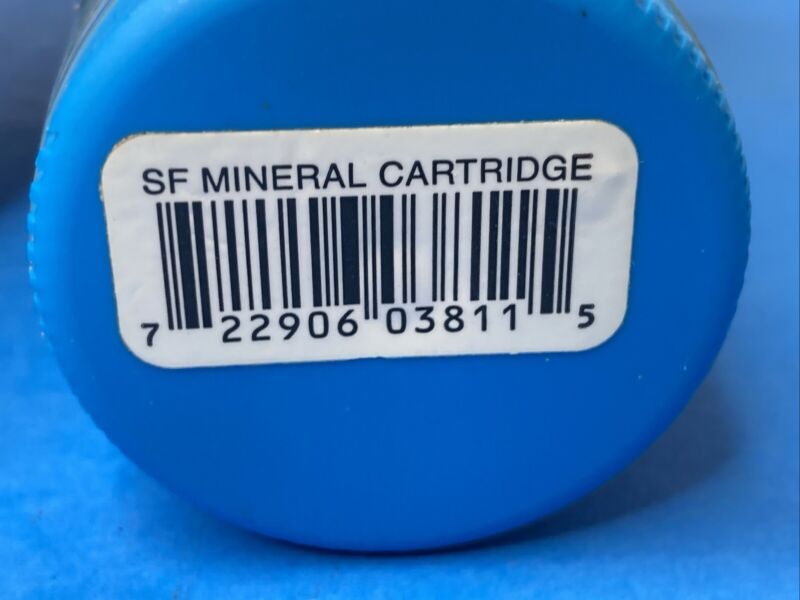 SF MINERAL CARTRIDGE
7 22906 03811 5